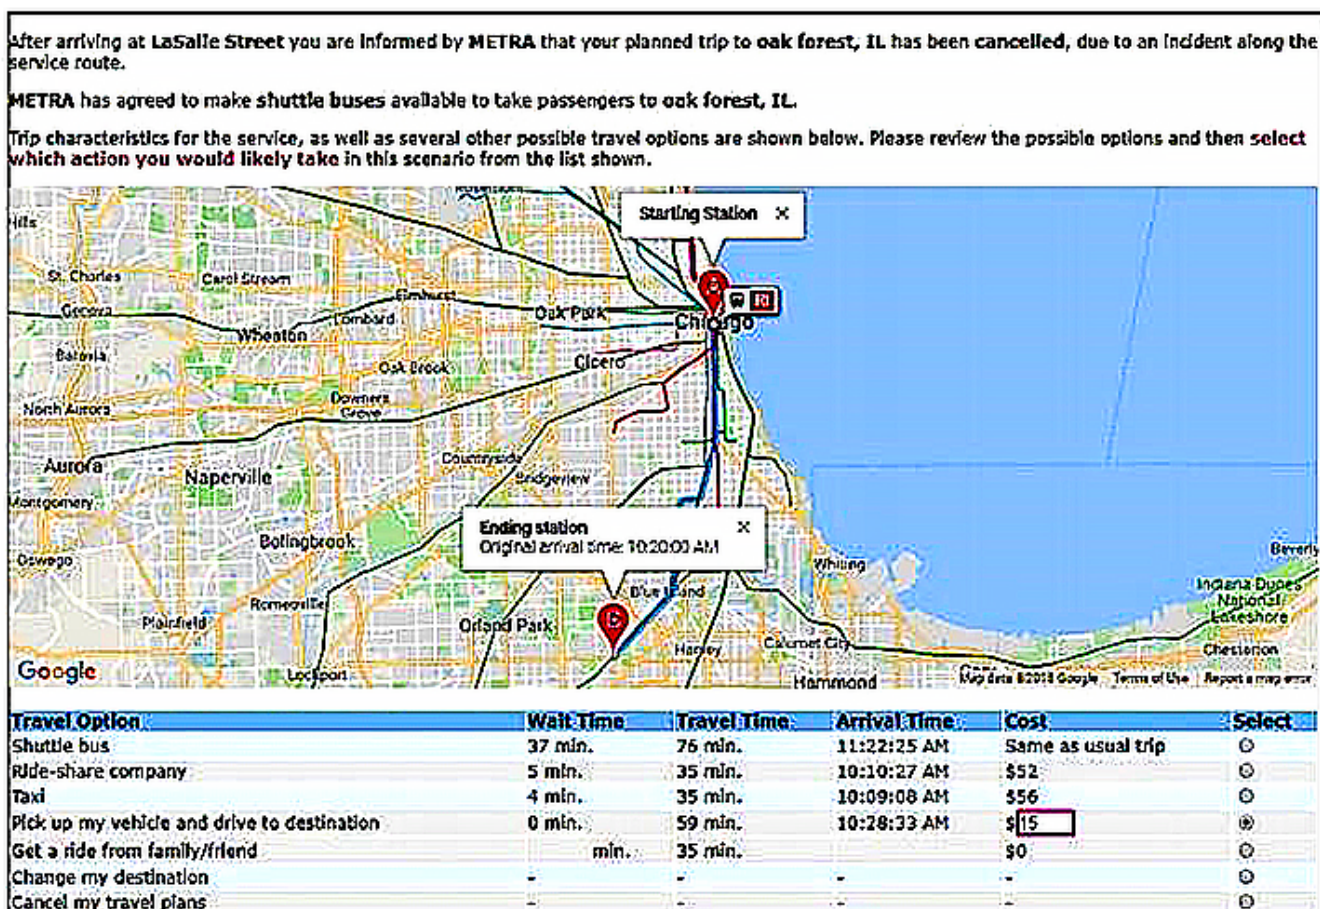 After arriving at LaSalle Street you are informed by METRA that your planned trip to oak forest, IL has been cancelled, due to an incident along the
service route.
METRA has agreed to make shuttle buses available to take passengers to oak forest, IL.
Trip characteristics for the service, as well as several other possible travel options are shown below. Please review the possible options and then select
which action you would likely take in this scenario from the list shown.
Hills
Starting Station ×
St. Charles
Carol Stream
Geneva
Elmhurst
Lombard
Oak Park
RI
Chicago
Wheaton
Batavia
Oak Brook
Cicero
North Aurora
Downers
Grove
Aurora
Naperville
Countryside
Bridgeview
Montgomery
Ending station ×
Original arrival time: 10:20:00 AM
Bolingbrook
Oswego
Whiting
Beverly
Indiana Dunes
National
Lakeshore
Romeoville
Blue Island
Plainfield
Orland Park
Harvey
Calumet City
Chesterton
Google
Lockport
Hammond
Gary
Map data ©2018 Google Terms of Use Report a map error
Travel Option Wait Time Travel Time Arrival Time Cost Select
Shuttle bus 37 min. 76 min. 11:22:25 AM Same as usual trip
Ride-share company 5 min. 35 min. 10:10:27 AM $52
Taxi 4 min. 35 min. 10:09:08 AM $56
Pick up my vehicle and drive to destination 0 min. 59 min. 10:28:33 AM $15
Get a ride from family/friend min. 35 min. $0
Change my destination - - - -
Cancel my travel plans - - - -